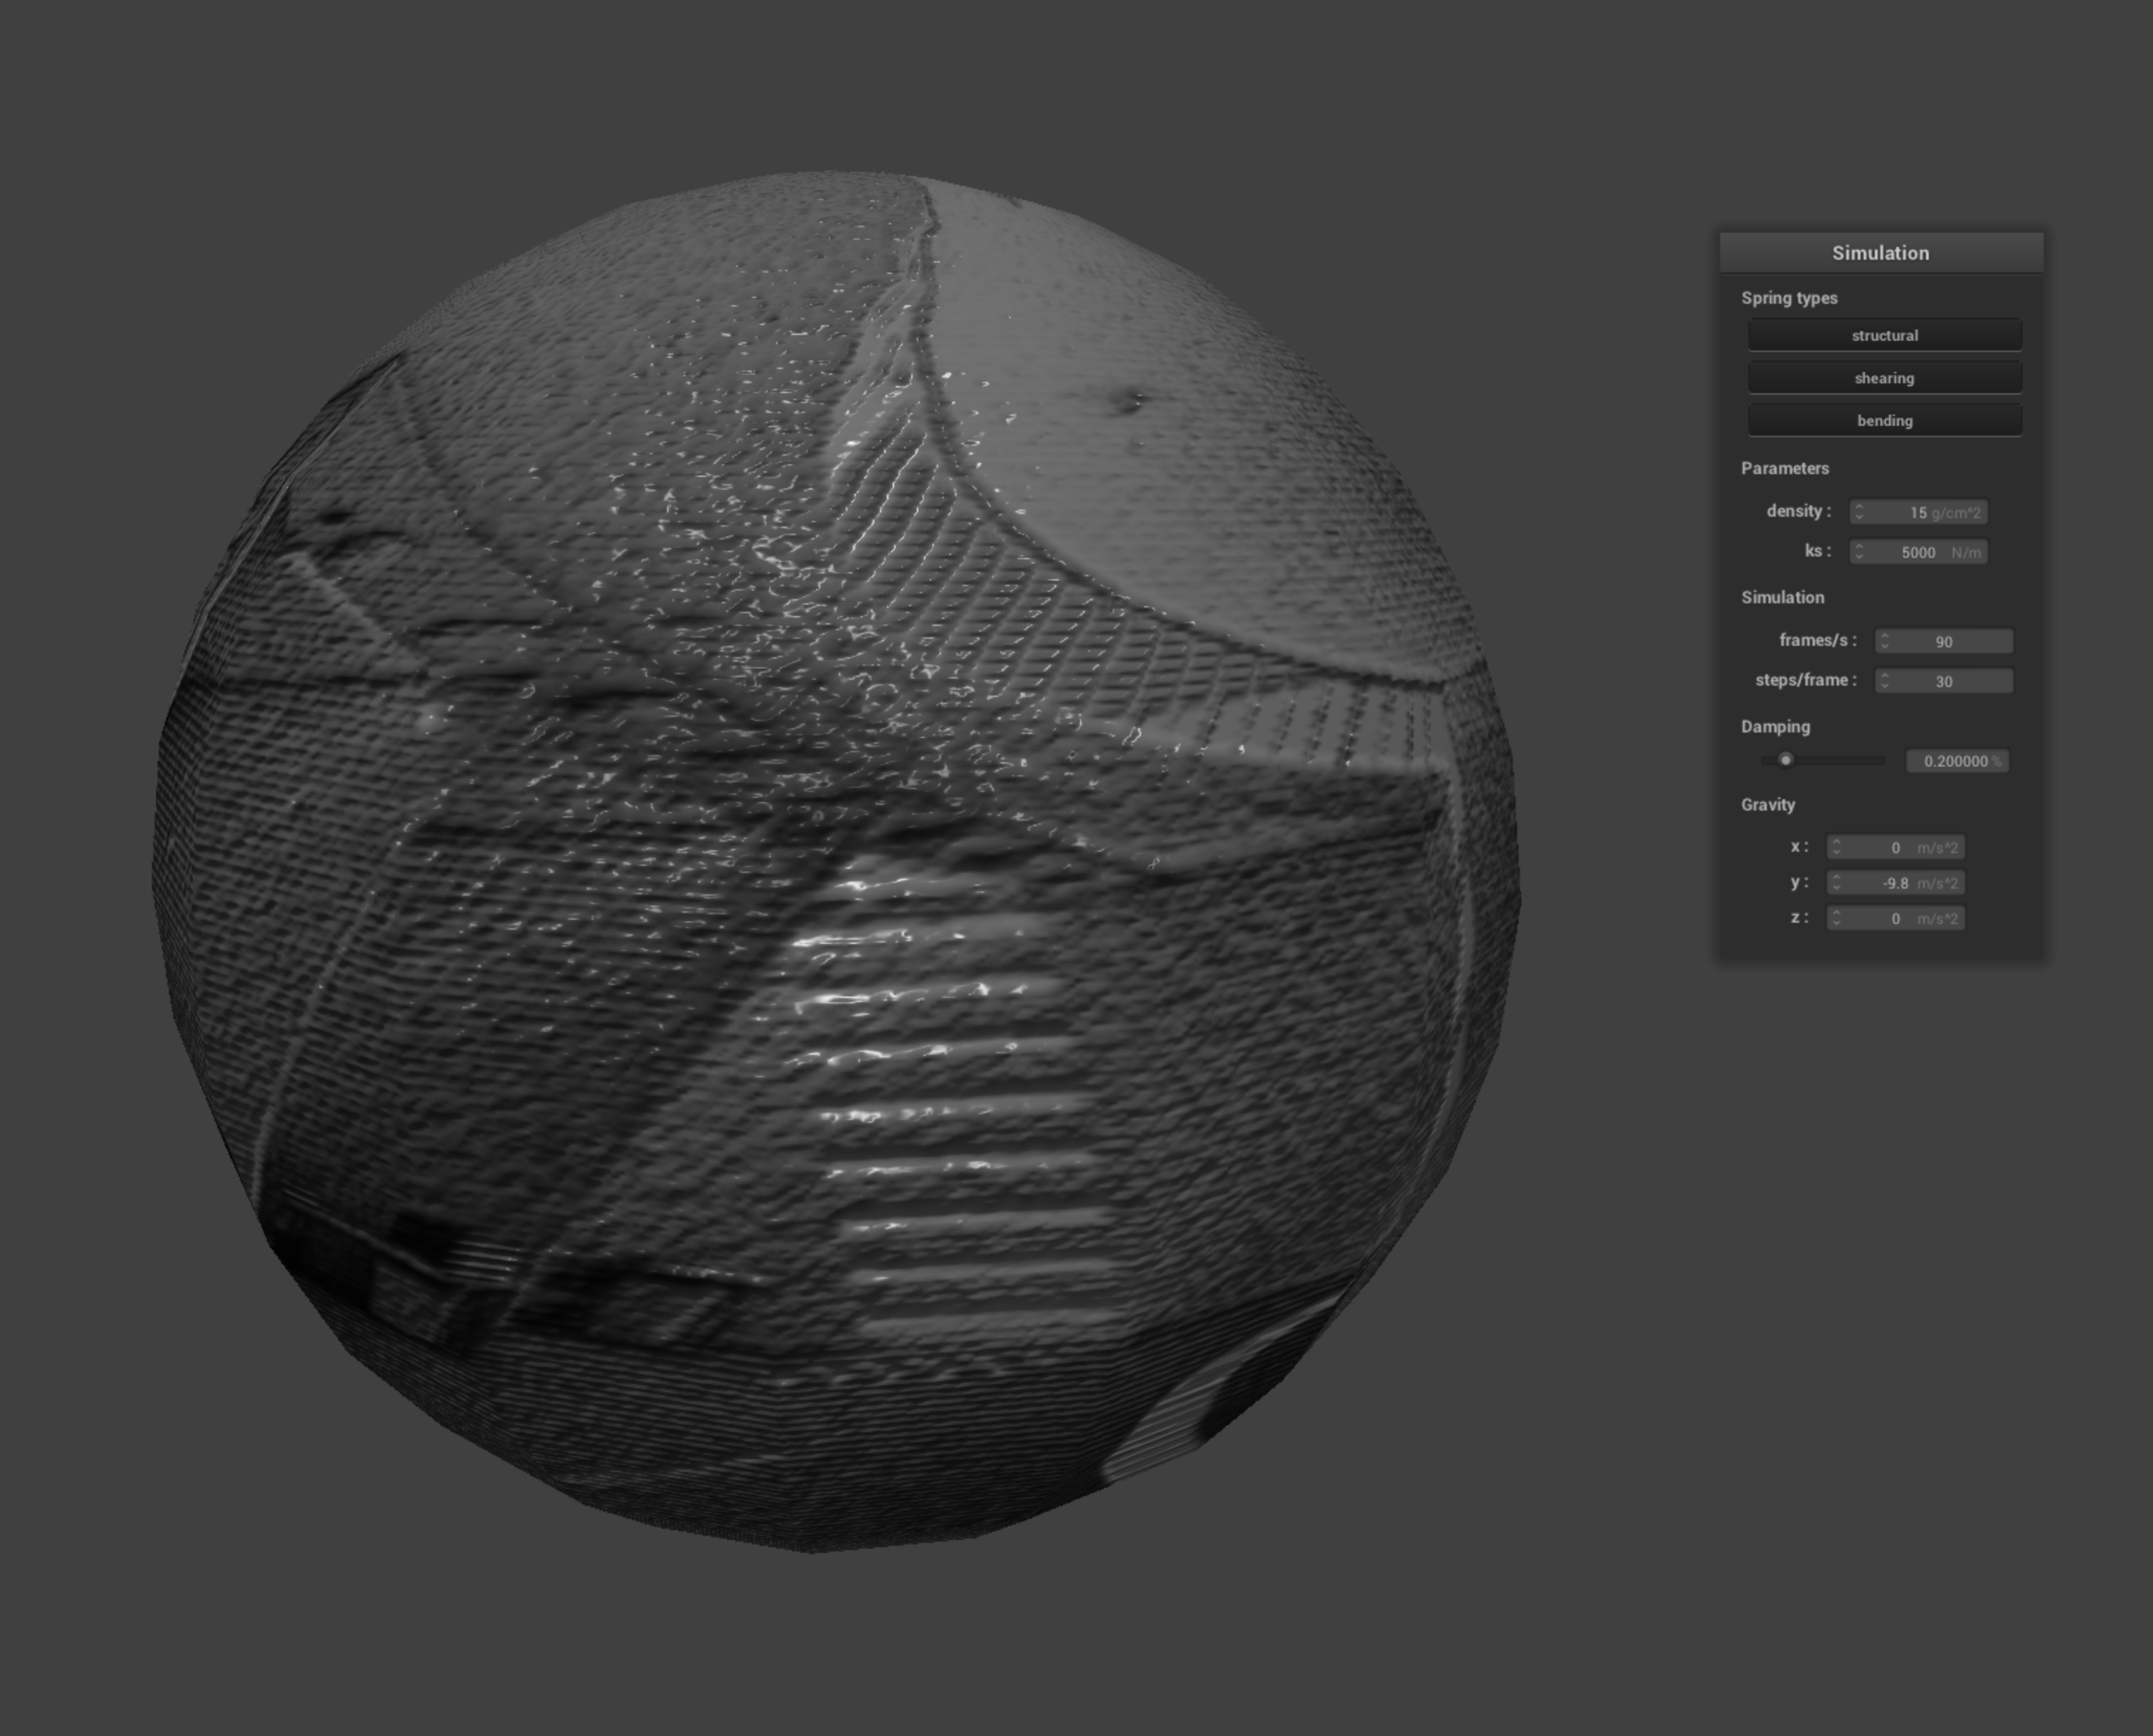 Simulation
Spring types
structural
shearing
bending
Parameters
density : 15 g/cm^2
ks : 5000 N/m
Simulation
frames/s : 90
steps/frame : 30
Damping
0.200000 %
Gravity
x : 0 m/s^2
y : -9.8 m/s^2
z : 0 m/s^2